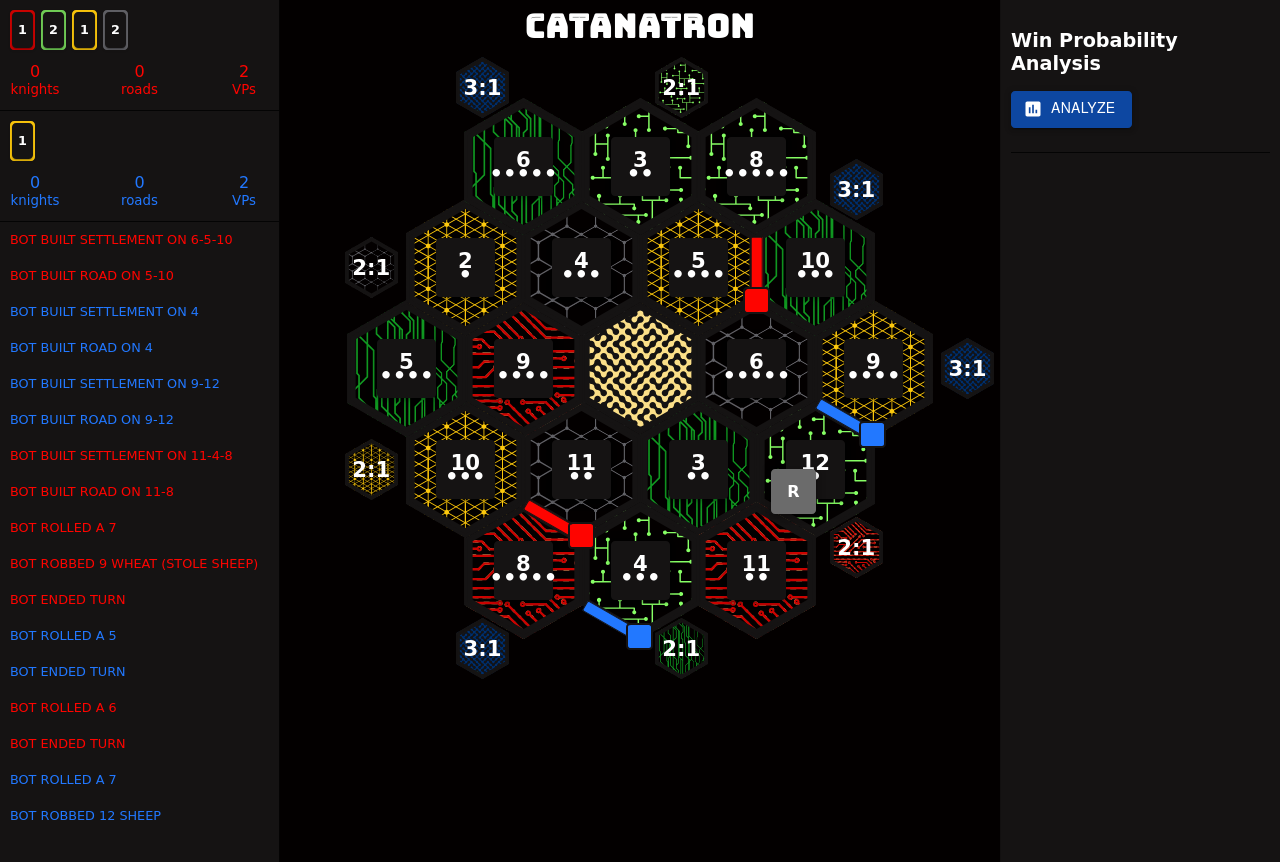 CATANATRON
1 2 1 2
0 0 2
knights roads VPs
1
0 0 2
knights roads VPs
BOT BUILT SETTLEMENT ON 6-5-10
BOT BUILT ROAD ON 5-10
BOT BUILT SETTLEMENT ON 4
BOT BUILT ROAD ON 4
BOT BUILT SETTLEMENT ON 9-12
BOT BUILT ROAD ON 9-12
BOT BUILT SETTLEMENT ON 11-4-8
BOT BUILT ROAD ON 11-8
BOT ROLLED A 7
BOT ROBBED 9 WHEAT (STOLE SHEEP)
BOT ENDED TURN
BOT ROLLED A 5
BOT ENDED TURN
BOT ROLLED A 6
BOT ENDED TURN
BOT ROLLED A 7
BOT ROBBED 12 SHEEP
3:1 2:1
6 3 8
3:1
2:1 2 4 5 10
5 9 6 9 3:1
2:1 10 11 3 12
R
2:1
8 4 11
3:1 2:1
Win Probability
Analysis
ANALYZE